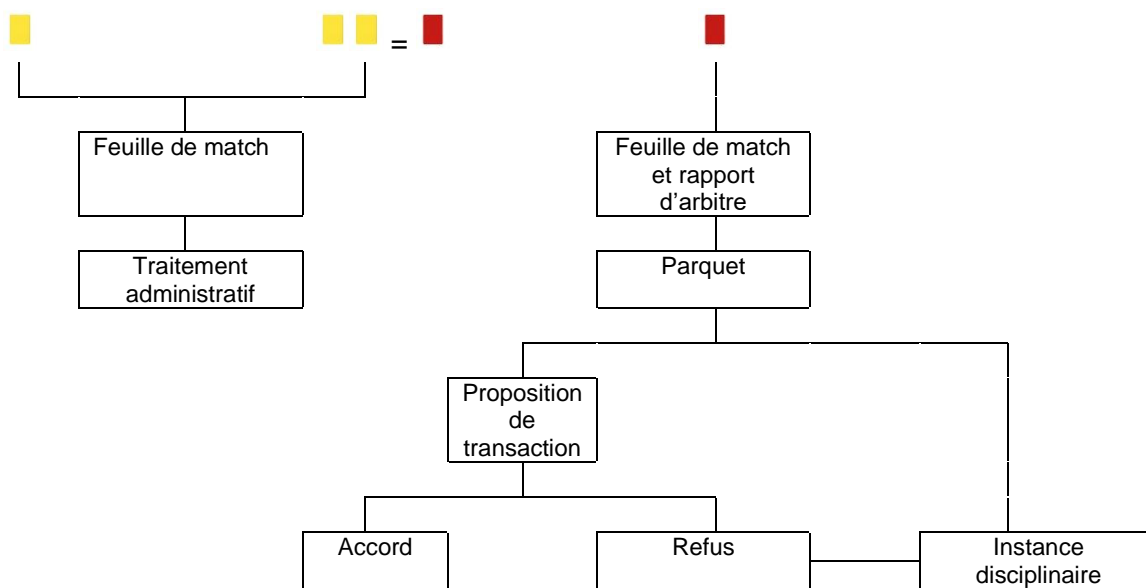 =
Feuille de match
Feuille de match
et rapport
d’arbitre
Traitement
administratif
Parquet
Proposition
de
transaction
Accord
Refus
Instance
disciplinaire